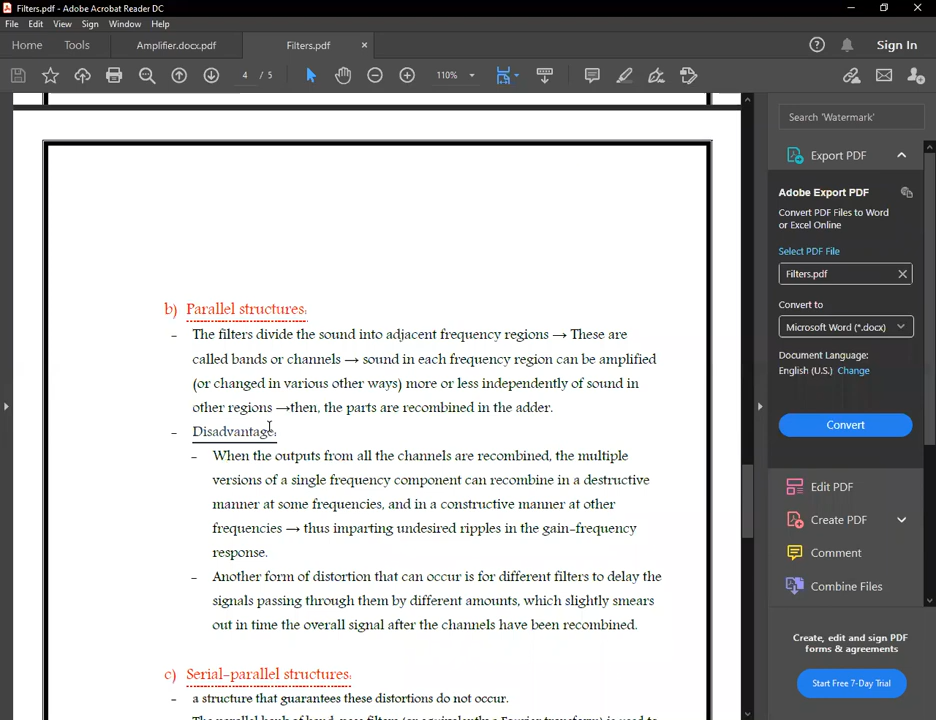 Filters.pdf - Adobe Acrobat Reader DC
File Edit View Sign Window Help
Home Tools Amplifier.docx.pdf Filters.pdf × Sign In
4 / 5 110%
b) Parallel structures:
- The filters divide the sound into adjacent frequency regions → These are
called bands or channels → sound in each frequency region can be amplified
(or changed in various other ways) more or less independently of sound in
other regions →then, the parts are recombined in the adder.
- Disadvantage:
- When the outputs from all the channels are recombined, the multiple
versions of a single frequency component can recombine in a destructive
manner at some frequencies, and in a constructive manner at other
frequencies → thus imparting undesired ripples in the gain-frequency
response.
- Another form of distortion that can occur is for different filters to delay the
signals passing through them by different amounts, which slightly smears
out in time the overall signal after the channels have been recombined.
c) Serial-parallel structures:
- a structure that guarantees these distortions do not occur.
Search 'Watermark'
Export PDF
Adobe Export PDF
Convert PDF Files to Word
or Excel Online
Select PDF File
Filters.pdf
Convert to
Microsoft Word (*.docx)
Document Language:
English (U.S.) Change
Convert
Edit PDF
Create PDF
Comment
Combine Files
Create, edit and sign PDF
forms & agreements
Start Free 7-Day Trial